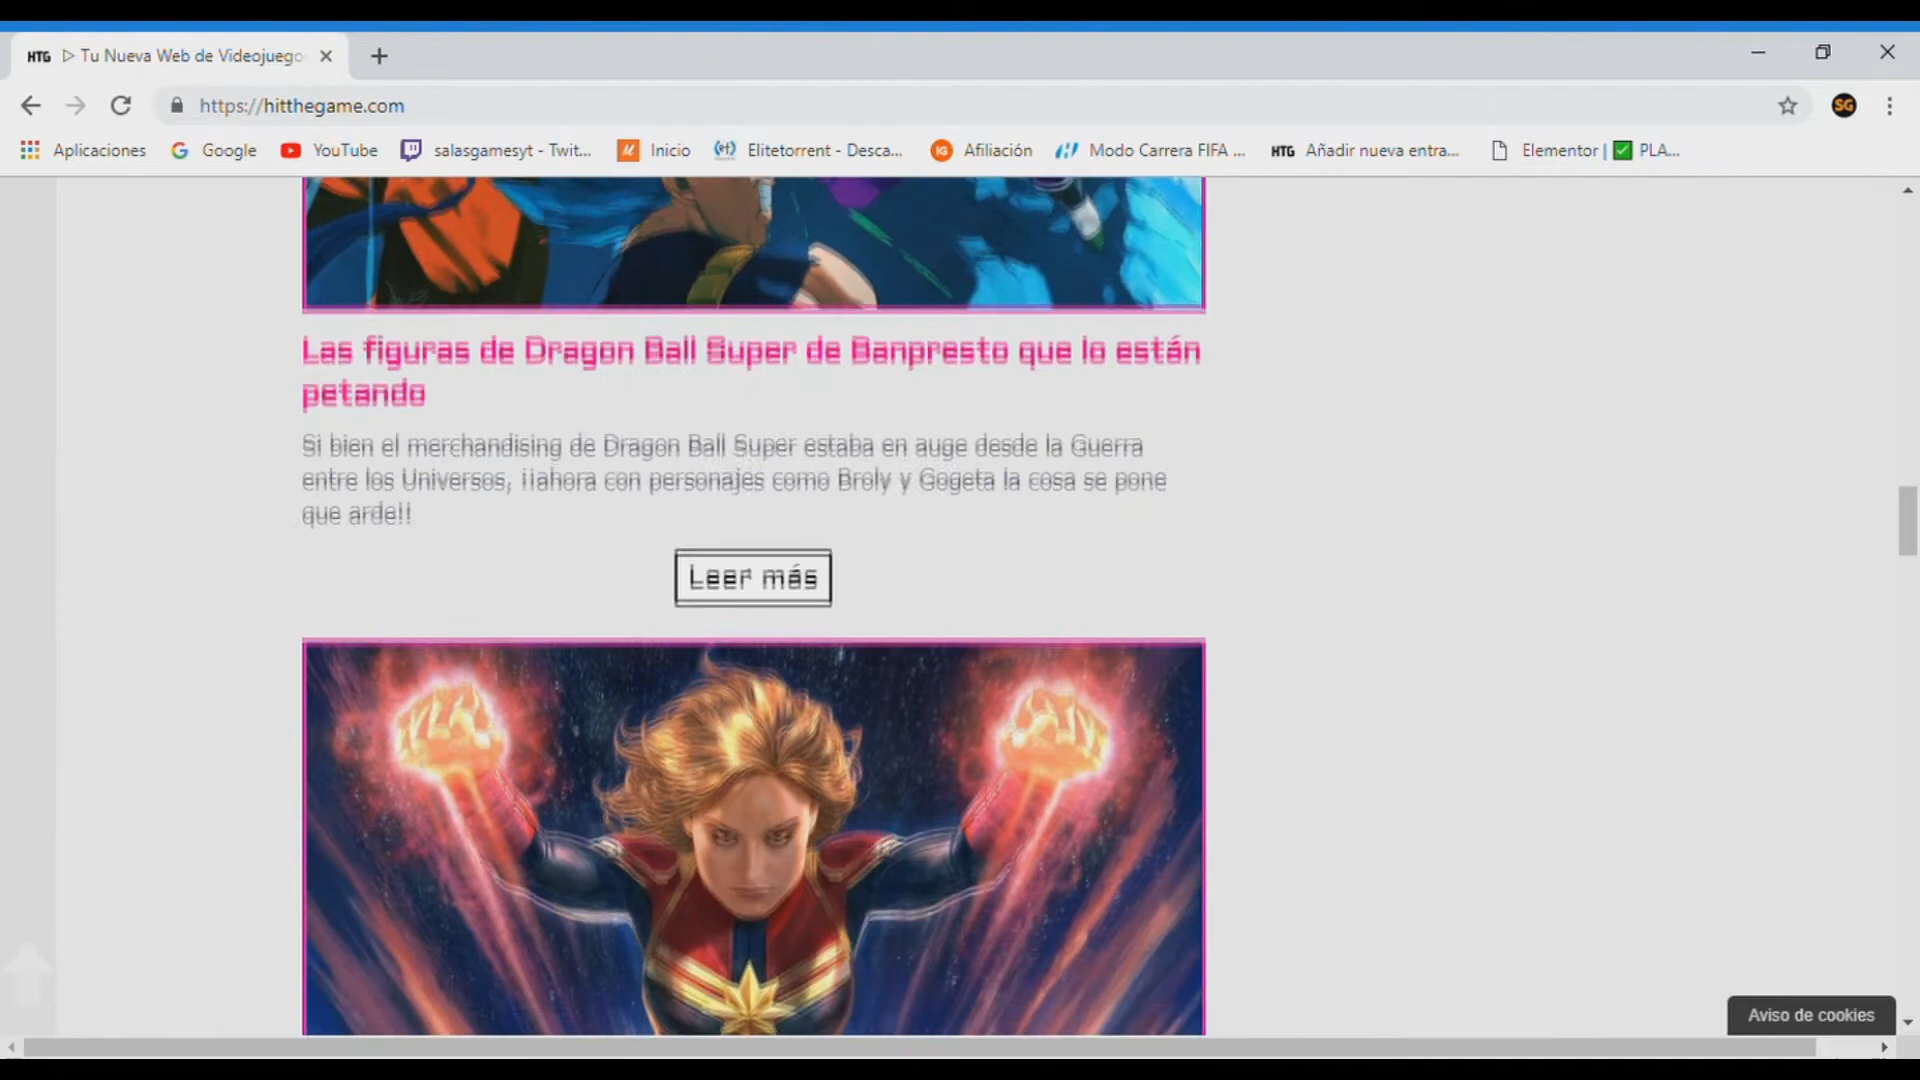 HTG ▷ Tu Nueva Web de Videojuego
https://hitthegame.com
SG
Aplicaciones Google YouTube salasgamesyt - Twit... Inicio Elitetorrent - Desca... IG Afiliación Modo Carrera FIFA ... HTG Añadir nueva entra... Elementor | ✅ PLA...
Las figuras de Dragon Ball Super de Banpresto que lo están
petando
Si bien el merchandising de Dragon Ball Super estaba en auge desde la Guerra
entre los Universos, ¡¡ahora con personajes como Broly y Gogeta la cosa se pone
que arde!!
Leer más
Aviso de cookies